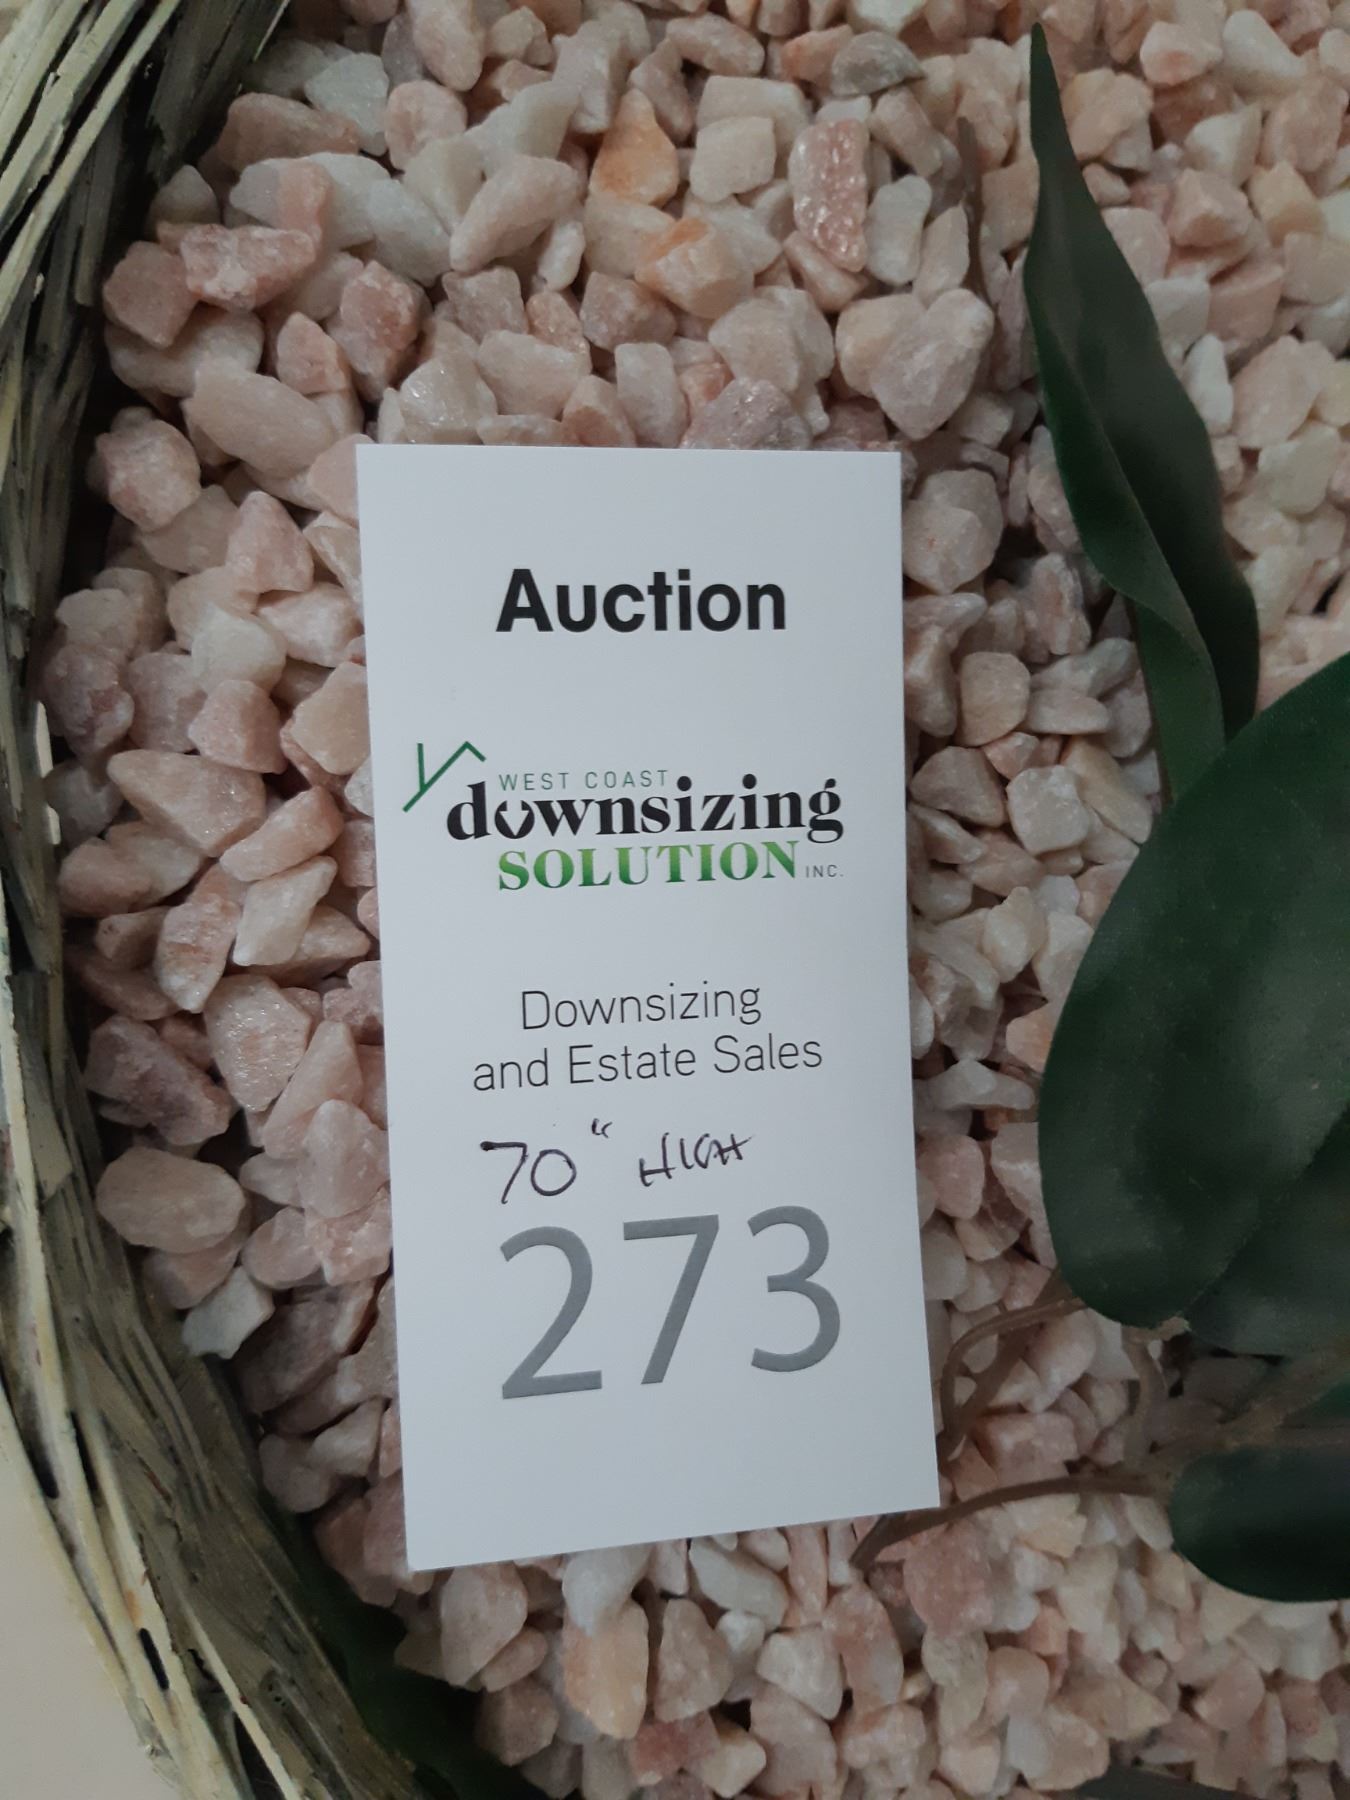 Auction
WEST COAST
downsizing
SOLUTION INC.
Downsizing
and Estate Sales
70" HIGH
273